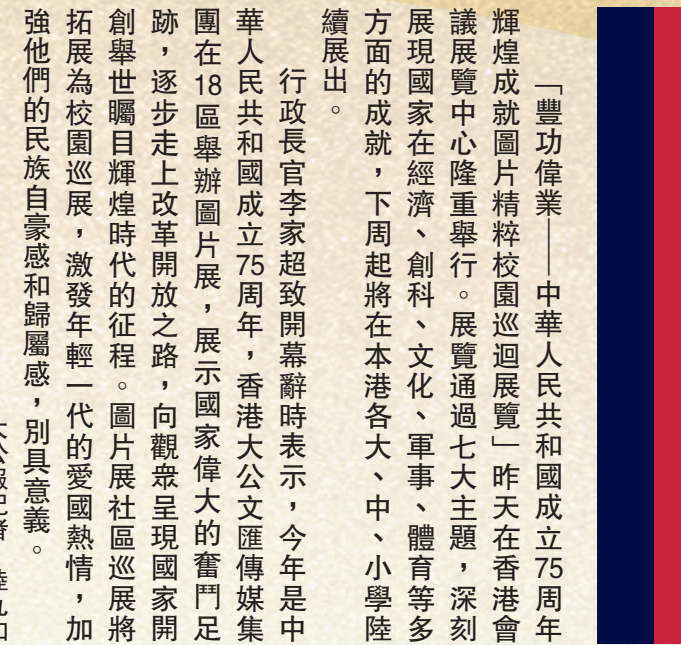 「豐功偉業——中華人民共和國成立75周年
輝煌成就圖片精粹校園巡迴展覽」昨天在香港會
議展覽中心隆重舉行。展覽通過七大主題，深刻
展現國家在經濟、創科、文化、軍事、體育等多
方面的成就，下周起將在本港各大、中、小學陸
續展出。
行政長官李家超致開幕辭時表示，今年是中
華人民共和國成立75周年，香港大公文匯傳媒集
團在18區舉辦圖片展，展示國家偉大的奮鬥足
跡，逐步走上改革開放之路，向觀衆呈現國家開
創舉世矚目輝煌時代的征程。圖片展社區巡展將
拓展為校園巡展，激發年輕一代的愛國熱情，加
強他們的民族自豪感和歸屬感，別具意義。